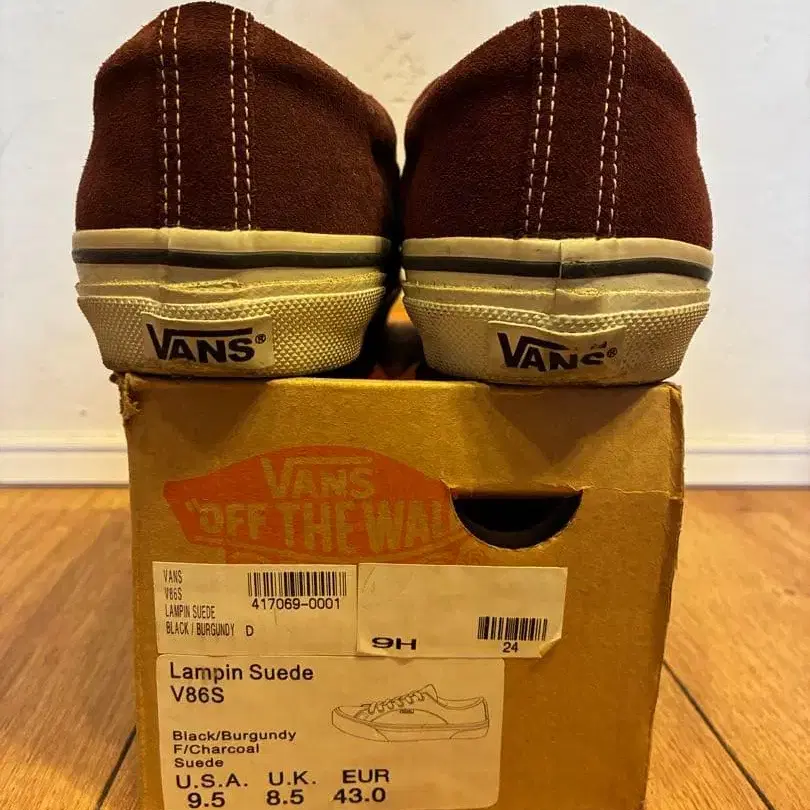 VANS®
VANS®
VANS
"OFF THE WALL
VANS
V86S
LAMPIN SUEDE
BLACK / BURGUNDY D
417069-0001
9H
24
Lampin Suede
V86S
Black/Burgundy
F/Charcoal
Suede
U.S.A. U.K. EUR
9.5 8.5 43.0